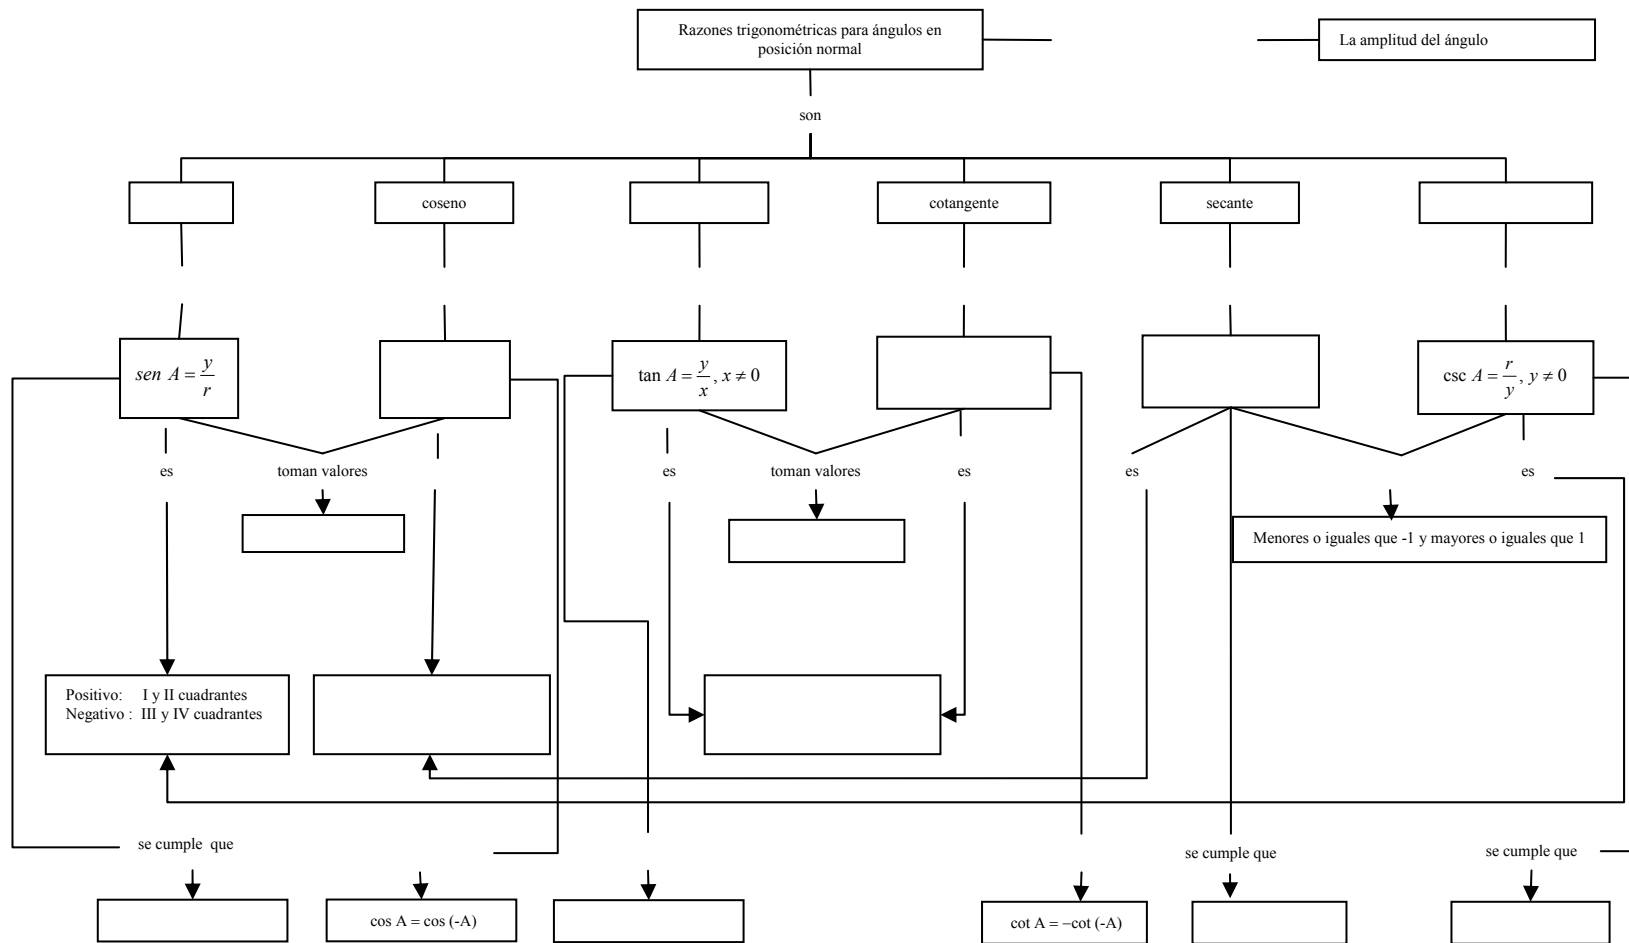 Razones trigonométricas para ángulos en
posición normal
La amplitud del ángulo
son
coseno
cotangente
secante
sen A = y/r
tan A = y/x, x ≠ 0
csc A = r/y, y ≠ 0
es
toman valores
es
toman valores
es
es
es
Menores o iguales que -1 y mayores o iguales que 1
Positivo: I y II cuadrantes
Negativo : III y IV cuadrantes
se cumple que
se cumple que
se cumple que
cos A = cos (-A)
cot A = –cot (-A)